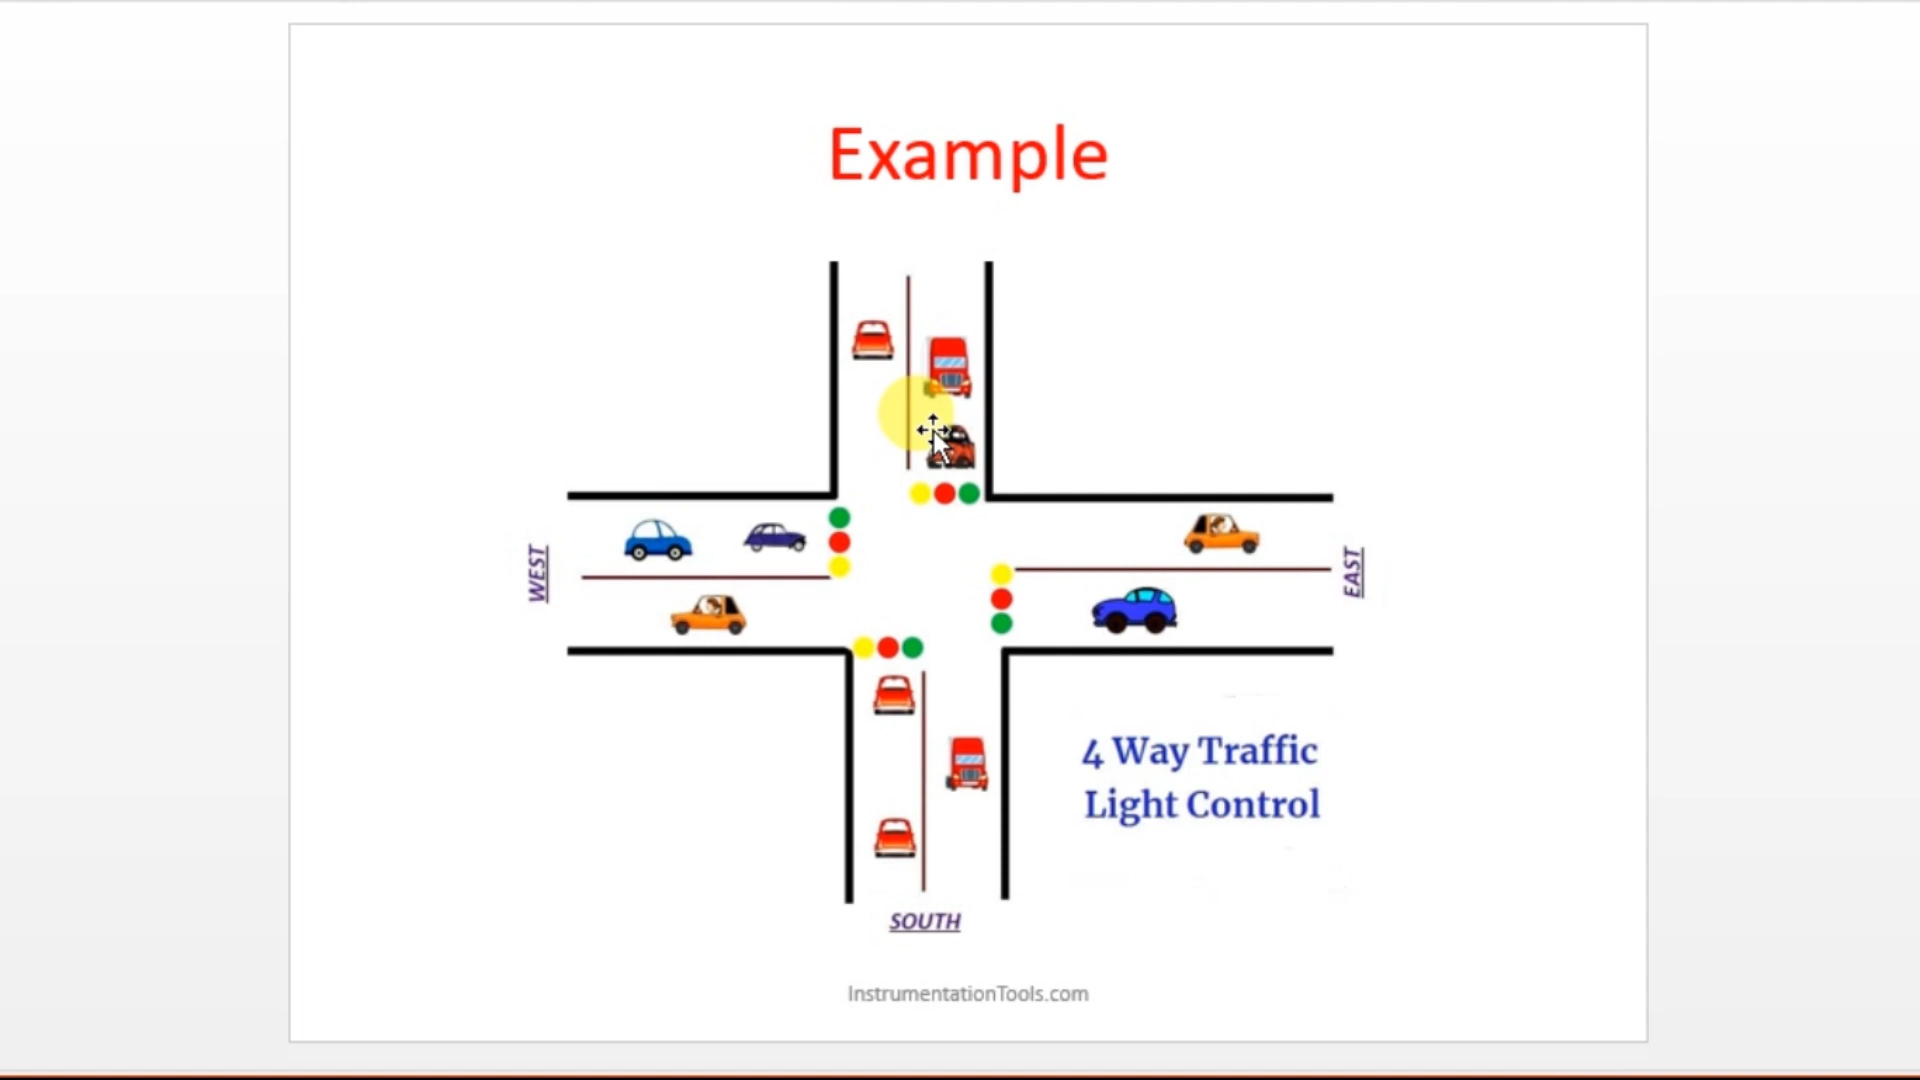 Example
WEST
EAST
4 Way Traffic
Light Control
SOUTH
InstrumentationTools.com